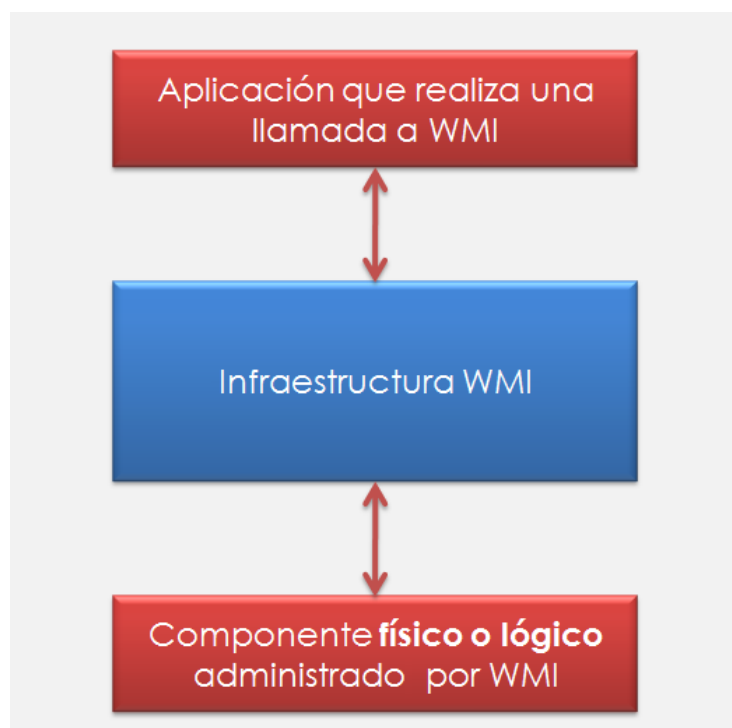 Aplicación que realiza una
llamada a WMI
Infraestructura WMI
Componente físico o lógico
administrado por WMI